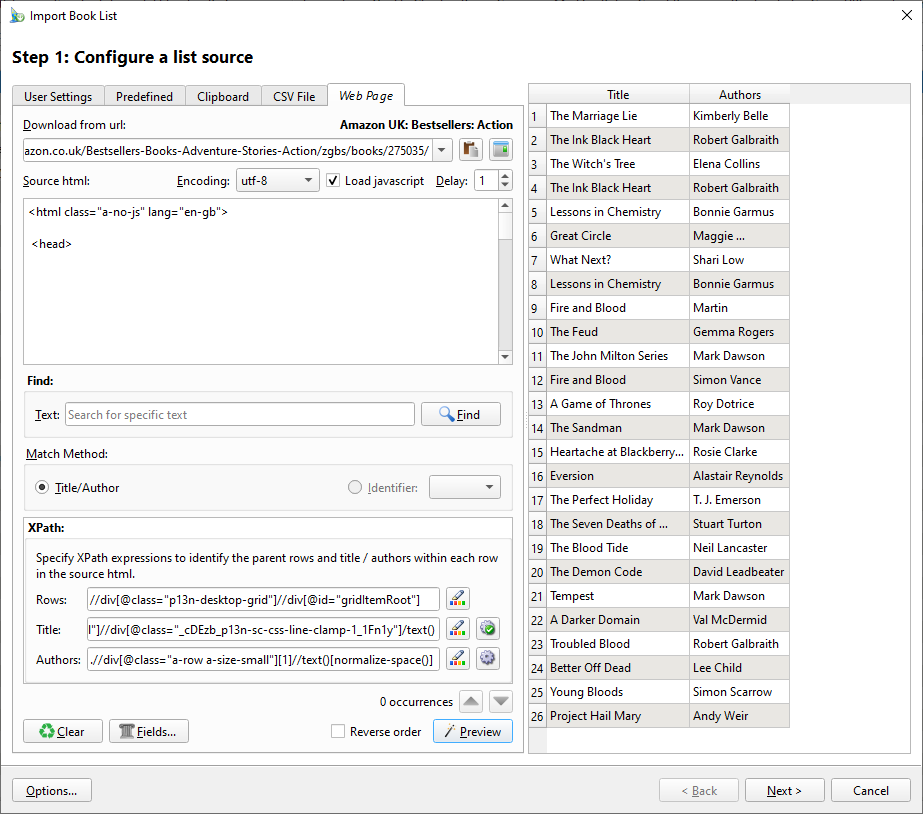 Import Book List
Step 1: Configure a list source
User Settings Predefined Clipboard CSV File Web Page
Download from url: Amazon UK: Bestsellers: Action
azon.co.uk/Bestsellers-Books-Adventure-Stories-Action/zgbs/books/275035/
Source html: Encoding: utf-8 Load javascript Delay: 1
<html class="a-no-js" lang="en-gb">
<head>
Find:
Text: Search for specific text Find
Match Method:
Title/Author Identifier:
XPath:
Specify XPath expressions to identify the parent rows and title / authors within each row
in the source html.
Rows: //div[@class="p13n-desktop-grid"]//div[@id="gridItemRoot"]
Title: l"]//div[@class="_cDEzb_p13n-sc-css-line-clamp-1_1Fn1y"]/text()
Authors: .//div[@class="a-row a-size-small"][1]//text()[normalize-space()]
0 occurrences
Clear Fields... Reverse order Preview
Title Authors
1 The Marriage Lie Kimberly Belle
2 The Ink Black Heart Robert Galbraith
3 The Witch's Tree Elena Collins
4 The Ink Black Heart Robert Galbraith
5 Lessons in Chemistry Bonnie Garmus
6 Great Circle Maggie ...
7 What Next? Shari Low
8 Lessons in Chemistry Bonnie Garmus
9 Fire and Blood Martin
10 The Feud Gemma Rogers
11 The John Milton Series Mark Dawson
12 Fire and Blood Simon Vance
13 A Game of Thrones Roy Dotrice
14 The Sandman Mark Dawson
15 Heartache at Blackberry... Rosie Clarke
16 Eversion Alastair Reynolds
17 The Perfect Holiday T. J. Emerson
18 The Seven Deaths of ... Stuart Turton
19 The Blood Tide Neil Lancaster
20 The Demon Code David Leadbeater
21 Tempest Mark Dawson
22 A Darker Domain Val McDermid
23 Troubled Blood Robert Galbraith
24 Better Off Dead Lee Child
25 Young Bloods Simon Scarrow
26 Project Hail Mary Andy Weir
Options... < Back Next > Cancel